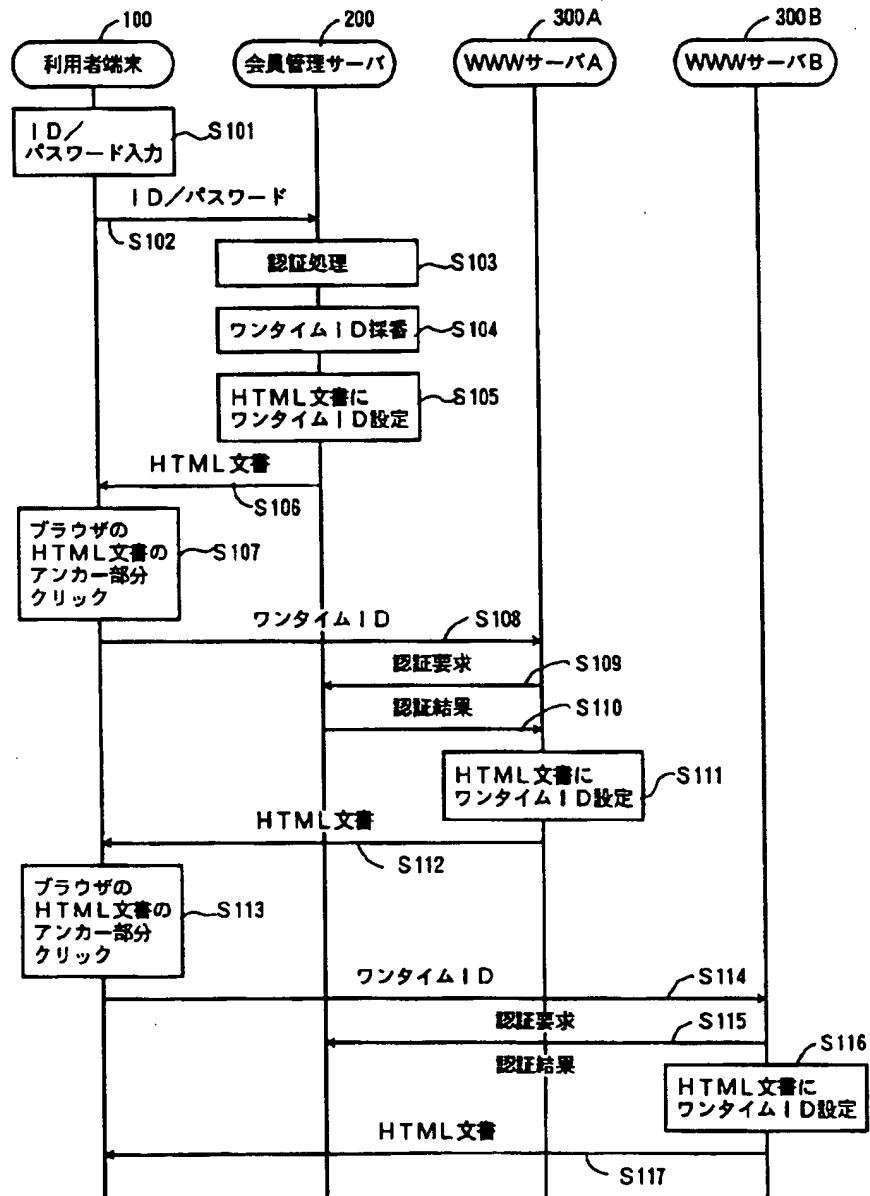 100
200
300A
300B
利用者端末
会員管理サーバ
WWWサーバA
WWWサーバB
ID/
パスワード入力
S101
ID/パスワード
S102
認証処理
S103
ワンタイムID採番
S104
HTML文書に
ワンタイムID設定
S105
HTML文書
S106
ブラウザの
HTML文書の
アンカー部分
クリック
S107
ワンタイムID
S108
認証要求
S109
認証結果
S110
HTML文書に
ワンタイムID設定
S111
HTML文書
S112
ブラウザの
HTML文書の
アンカー部分
クリック
S113
ワンタイムID
S114
認証要求
S115
認証結果
S116
HTML文書に
ワンタイムID設定
HTML文書
S117